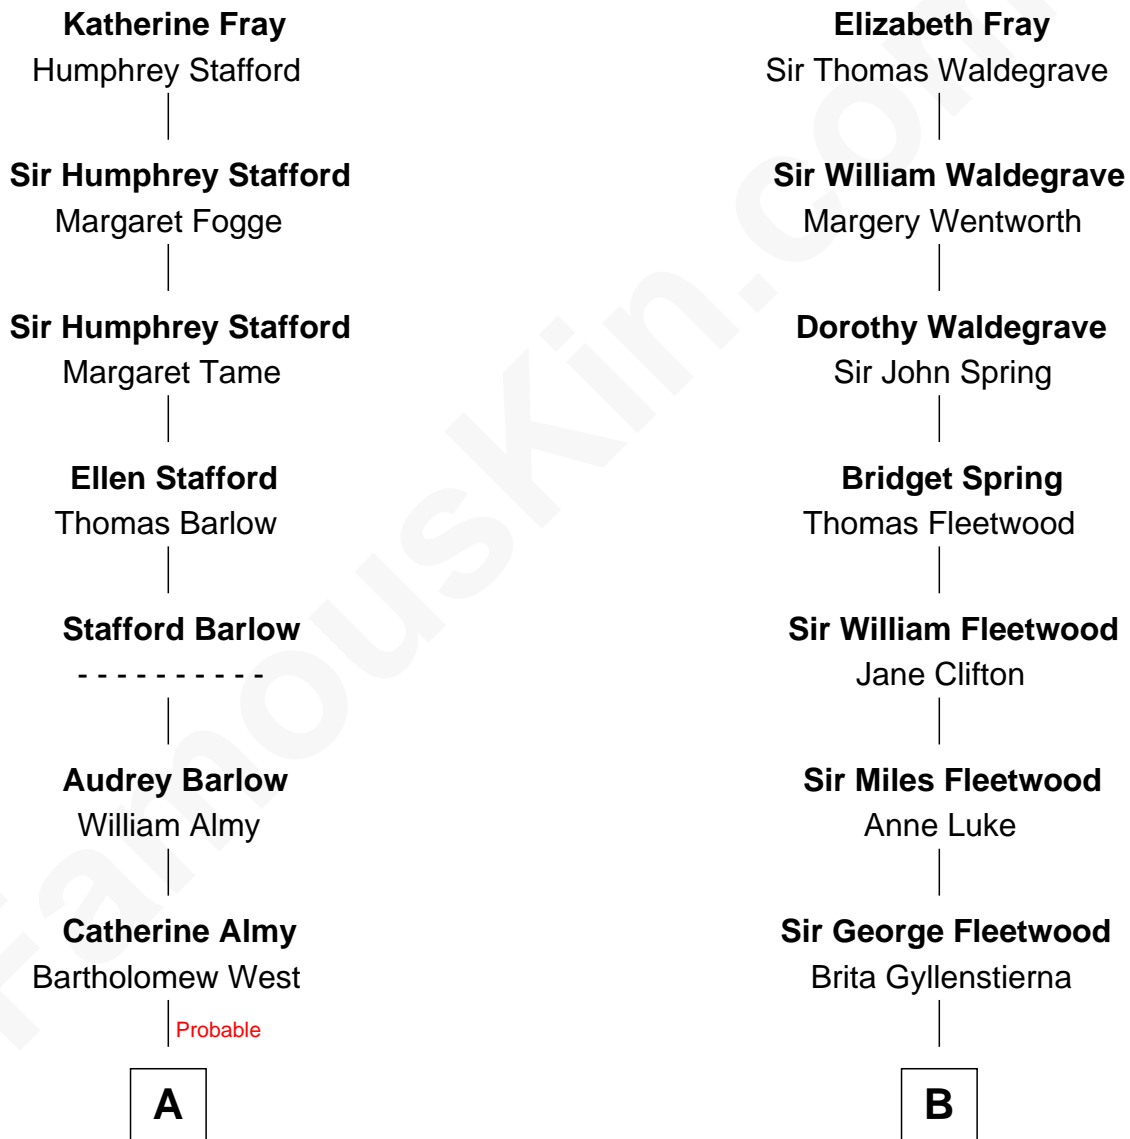 Katherine Fray
Humphrey Stafford
Sir Humphrey Stafford
Margaret Fogge
Sir Humphrey Stafford
Margaret Tame
Ellen Stafford
Thomas Barlow
Stafford Barlow
- - - - - - - - - -
Audrey Barlow
William Almy
Catherine Almy
Bartholomew West
Probable
A
Elizabeth Fray
Sir Thomas Waldegrave
Sir William Waldegrave
Margery Wentworth
Dorothy Waldegrave
Sir John Spring
Bridget Spring
Thomas Fleetwood
Sir William Fleetwood
Jane Clifton
Sir Miles Fleetwood
Anne Luke
Sir George Fleetwood
Brita Gyllenstierna
B
FamousKin.com